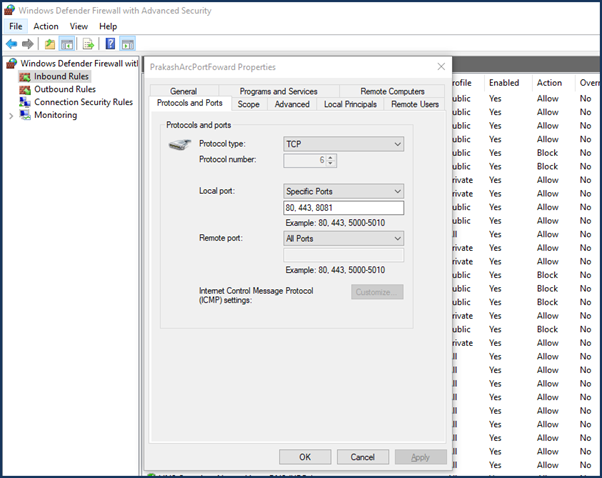 Windows Defender Firewall with Advanced Security
File Action View Help
Windows Defender Firewall wit
Inbound Rules
Outbound Rules
Connection Security Rules
Monitoring
PrakashArcPortFoward Properties
General Programs and Services Remote Computers
Protocols and Ports Scope Advanced Local Principals Remote Users
Protocols and ports
Protocol type: TCP
Protocol number: 6
Local port: Specific Ports
80, 443, 8081
Example: 80, 443, 5000-5010
Remote port: All Ports
Example: 80, 443, 5000-5010
Internet Control Message Protocol
(ICMP) settings:
Customize...
OK Cancel Apply
rofile Enabled Action Overr
ublic Yes Allow No
ublic Yes Allow No
ublic Yes Allow No
ublic Yes Allow No
ublic Yes Block No
ublic Yes Block No
rivate Yes Allow No
rivate Yes Allow No
ublic Yes Allow No
ublic Yes Allow No
ll Yes Allow No
rivate Yes Allow No
rivate Yes Allow No
ublic Yes Block No
ublic Yes Block No
rivate Yes Allow No
ublic Yes Block No
rivate Yes Allow No
ll Yes Allow No
ll Yes Allow No
ll Yes Allow No
ll Yes Allow No
ll Yes Allow No
ll Yes Allow No
ll Yes Allow No
ll Yes Allow No
ll Yes Allow No